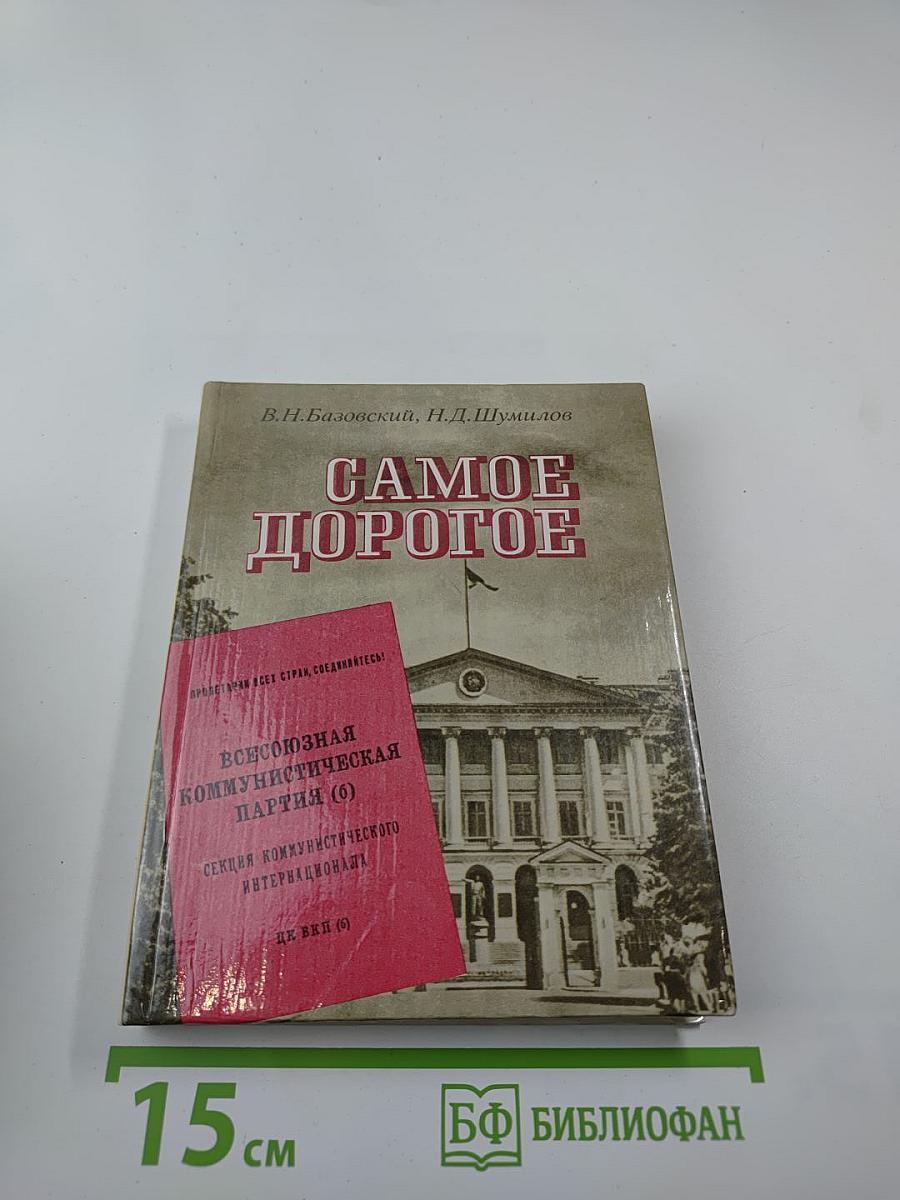 В.Н.Базовский, Н.Д.Шумилов
САМОЕ
ДОРОГОЕ
ПРОЛЕТАРИИ ВСЕХ СТРАН, СОЕДИНЯЙТЕСЬ!
ВСЕСОЮЗНАЯ
КОММУНИСТИЧЕСКАЯ
ПАРТИЯ (б)
СЕКЦИЯ КОММУНИСТИЧЕСКОГО
ИНТЕРНАЦИОНАЛА
ЦК ВКП (б)
15 см
БФ БИБЛИОФАН